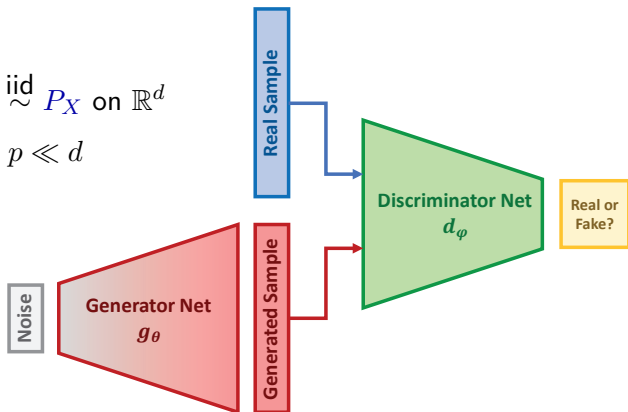 iid
∼ P_X on ℝ^d
p ≪ d
Real Sample
Discriminator Net
d_φ
Real or
Fake?
Noise
Generator Net
g_θ
Generated Sample